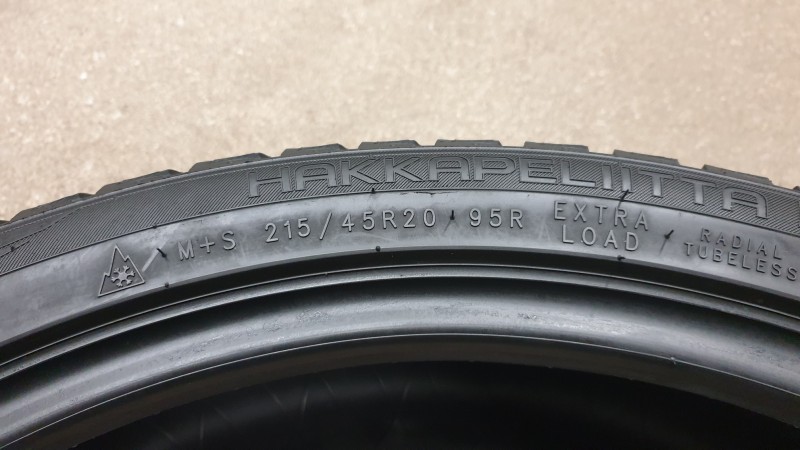 HAKKAPELIITTA
M+S 215/45R20 95R EXTRA LOAD RADIAL TUBELESS